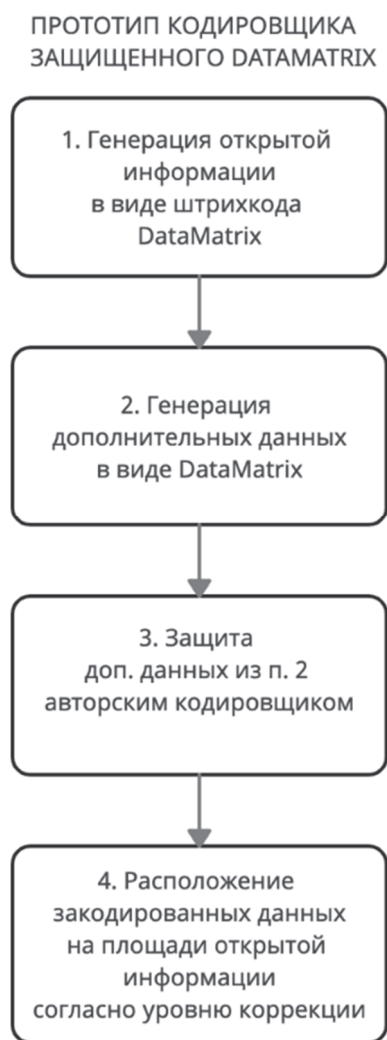 ПРОТОТИП КОДИРОВЩИКА
ЗАЩИЩЕННОГО DATAMATRIX
1. Генерация открытой
информации
в виде штрихкода
DataMatrix
2. Генерация
дополнительных данных
в виде DataMatrix
3. Защита
доп. данных из п. 2
авторским кодировщиком
4. Расположение
закодированных данных
на площади открытой
информации
согласно уровню коррекции